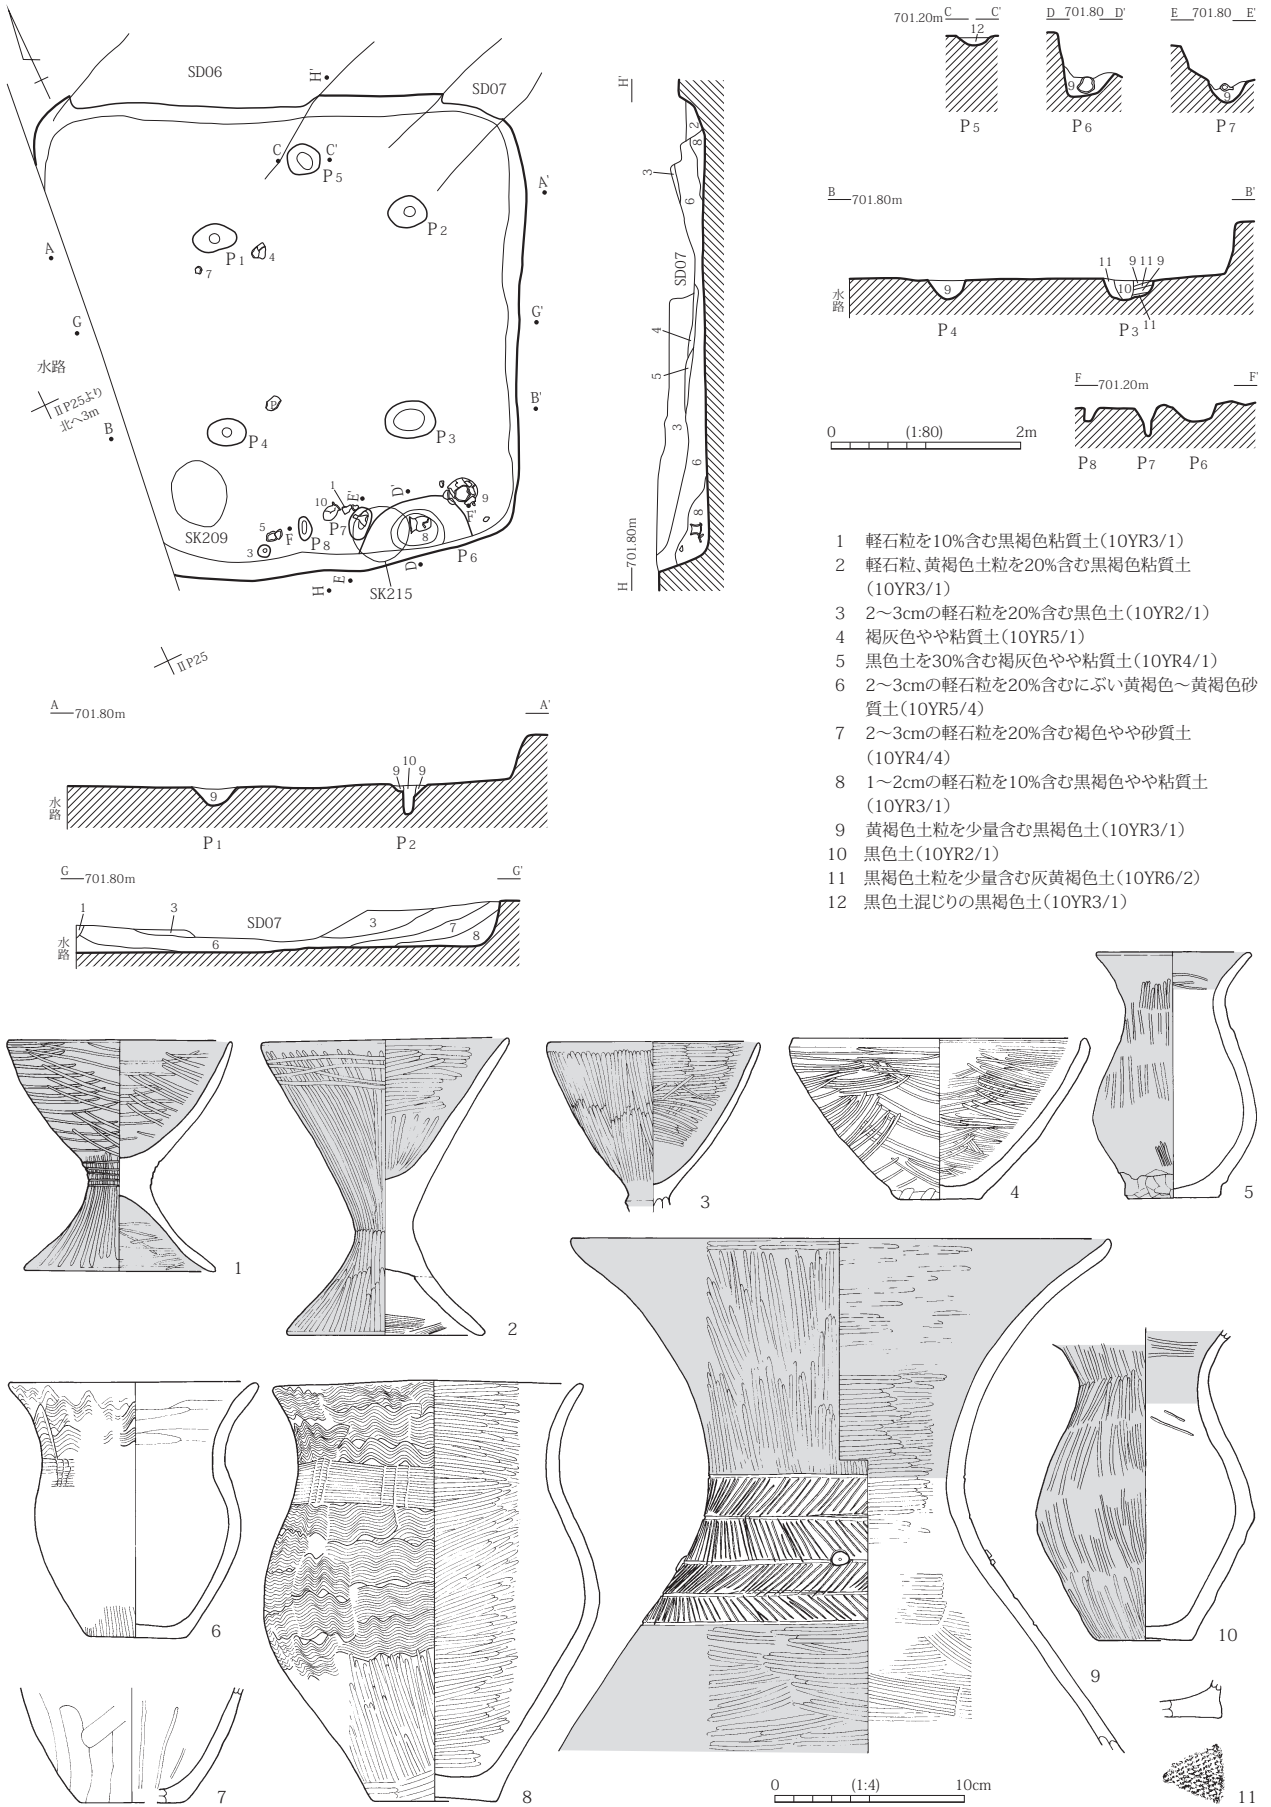 SD06
SD07
H'
C
C'
P5
A'
P2
A
P1
4
7
G
G'
水路
ⅡP25より
北へ3m
B
B'
P
P4
P3
SK209
1
10
E'
D'
9
F'
P7
5
F
P8
8
3
P6
D
E
H
SK215
ⅡP25
H'
2
8
3
6
SD07
4
5
3
6
8
H
701.80m
701.20m C C'
12
P5
D 701.80 D'
9
P6
E 701.80 E'
9
P7
B 701.80m B'
水路
9
11 9 11 9
10
11
P4
P3
F 701.20m F'
P8 P7 P6
0 (1:80) 2m
1 軽石粒を10%含む黒褐色粘質土(10YR3/1)
2 軽石粒、黄褐色土粒を20%含む黒褐色粘質土
(10YR3/1)
3 2～3cmの軽石粒を20%含む黒色土(10YR2/1)
4 褐灰色やや粘質土(10YR5/1)
5 黒色土を30%含む褐灰色やや粘質土(10YR4/1)
6 2～3cmの軽石粒を20%含むにぶい黄褐色～黄褐色砂
質土(10YR5/4)
7 2～3cmの軽石粒を20%含む褐色やや砂質土
(10YR4/4)
8 1～2cmの軽石粒を10%含む黒褐色やや粘質土
(10YR3/1)
9 黄褐色土粒を少量含む黒褐色土(10YR3/1)
10 黒色土(10YR2/1)
11 黒褐色土粒を少量含む灰黄褐色土(10YR6/2)
12 黒色土混じりの黒褐色土(10YR3/1)
A 701.80m A'
水路
9
10
9 9
P1
P2
G 701.80m G'
1
3
SD07
水路
6
3
7
8
1
2
3
4
5
6
7
8
9
10
11
0 (1:4) 10cm